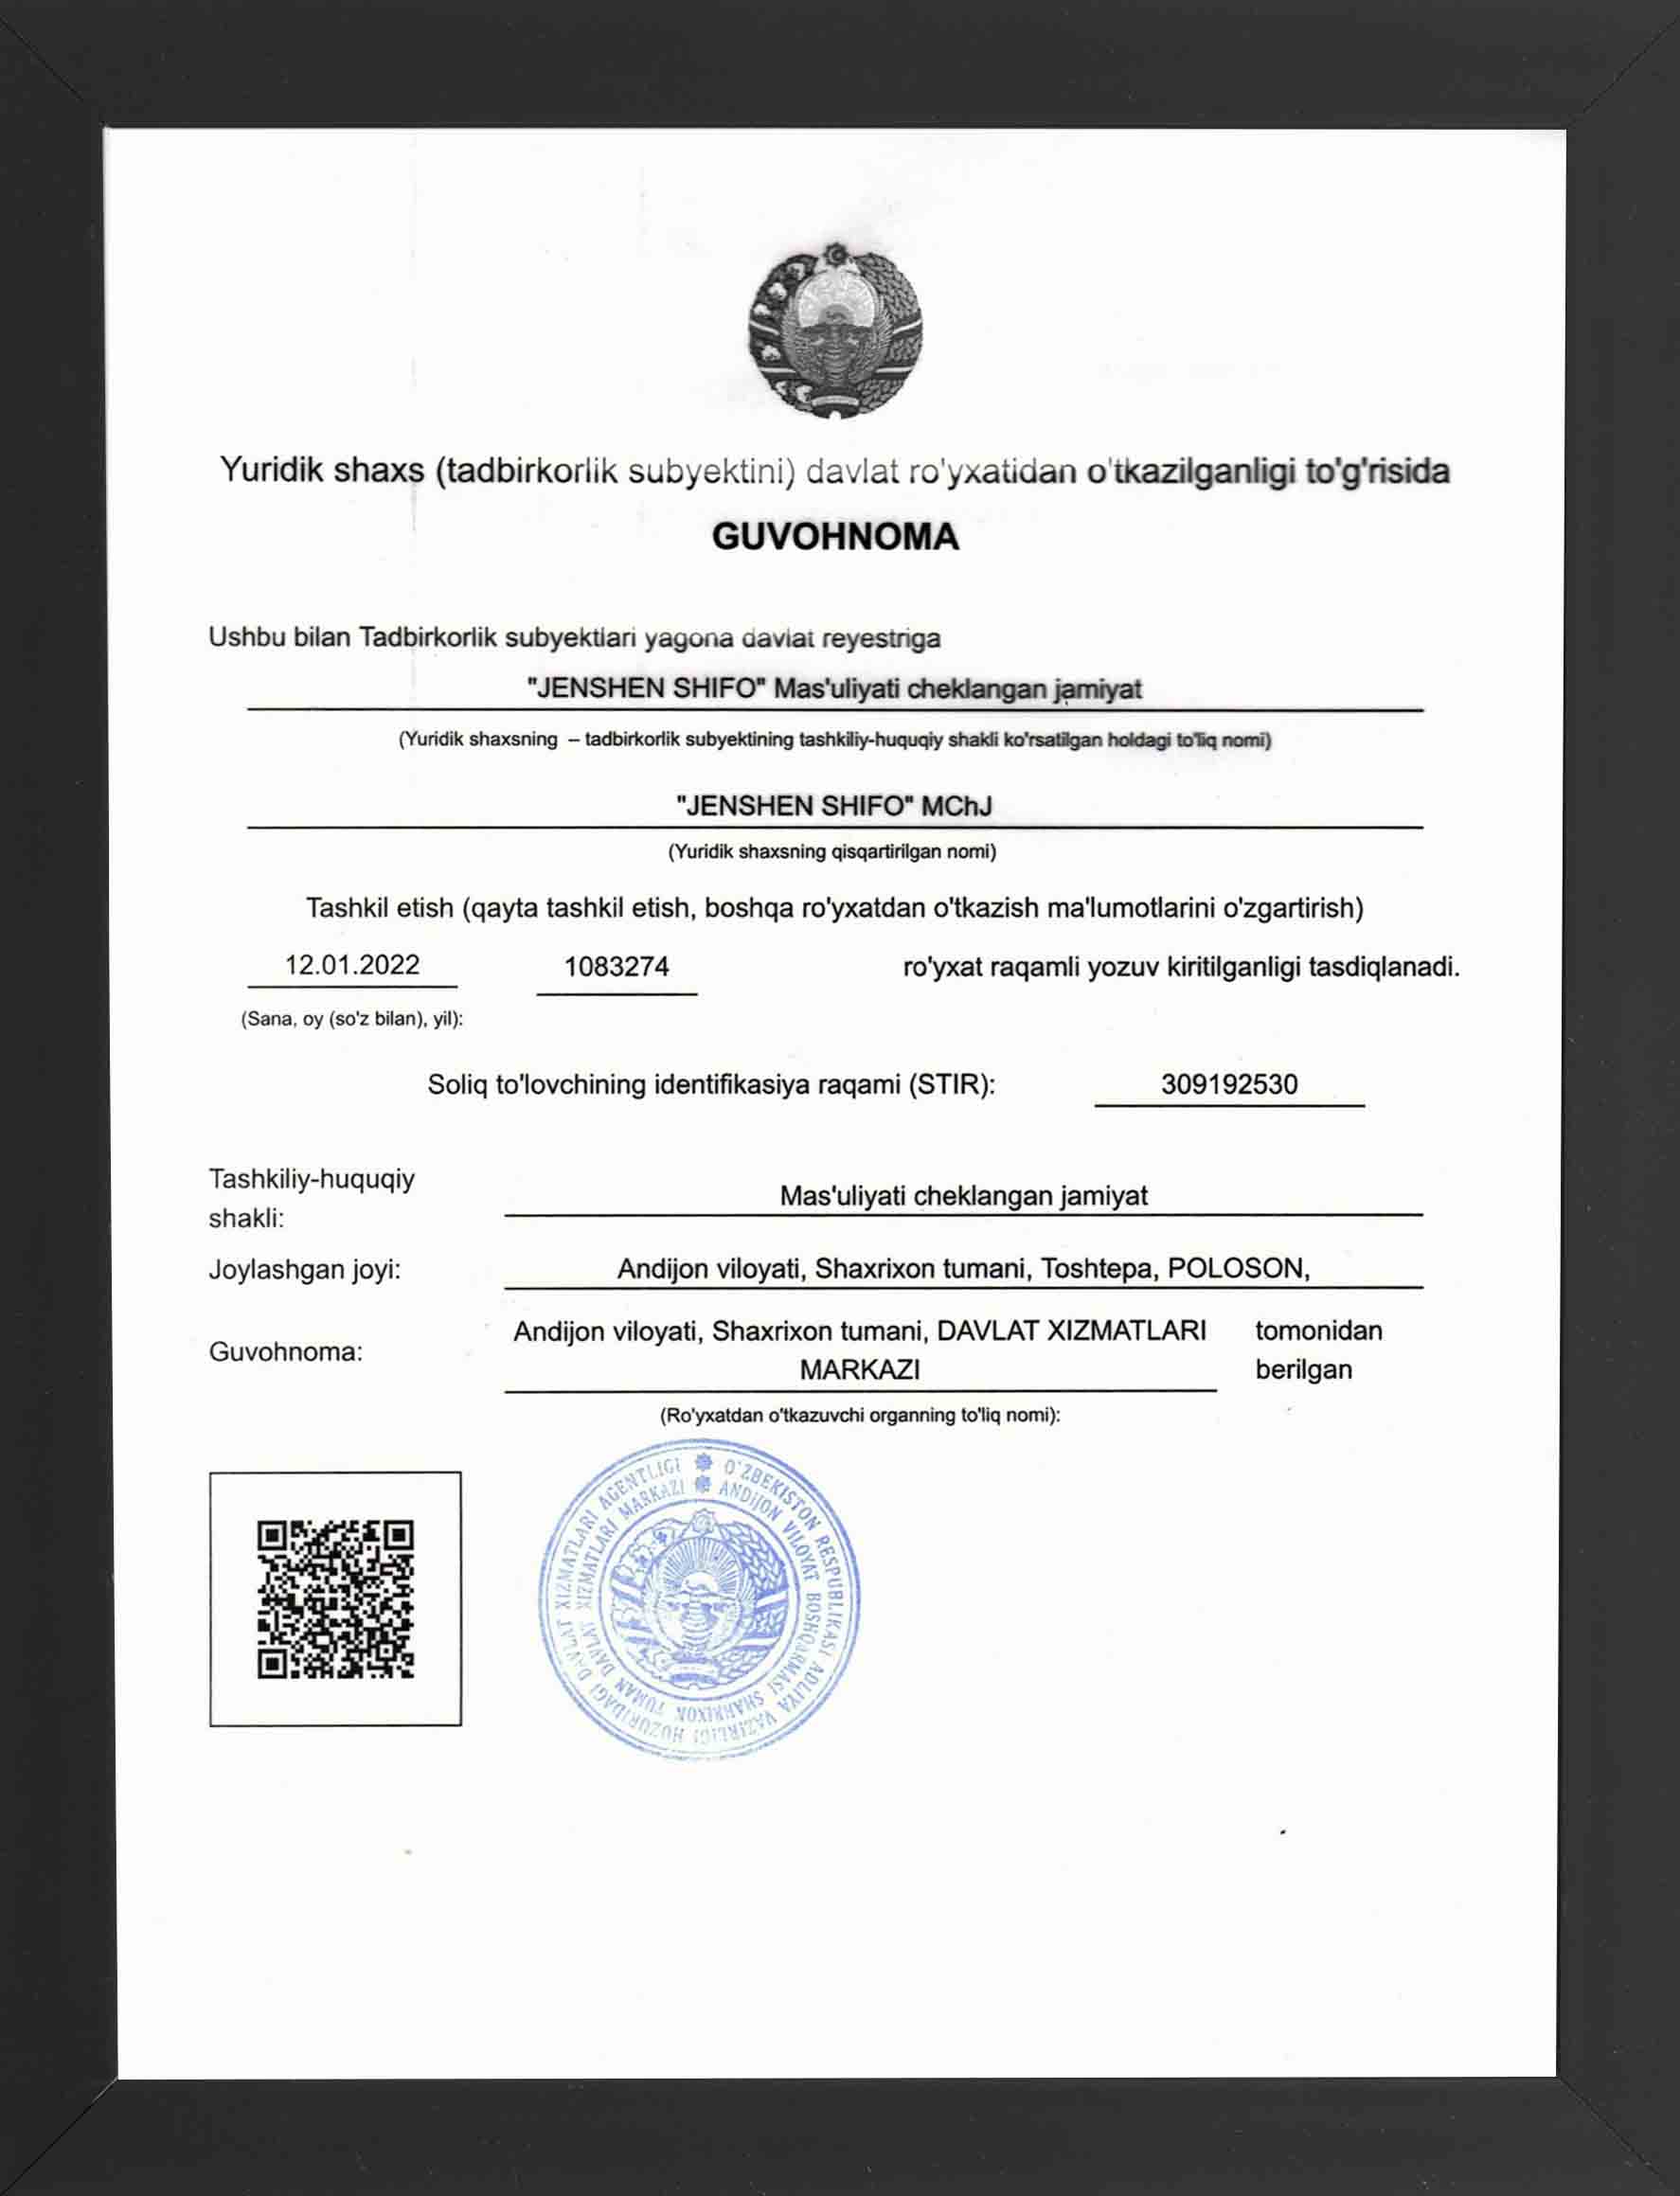 Yuridik shaxs (tadbirkorlik subyektini) davlat ro'yxatidan o'tkazilganligi to'g'risida
GUVOHNOMA
Ushbu bilan Tadbirkorlik subyektlari yagona davlat reyestriga
"JENSHEN SHIFO" Mas'uliyati cheklangan jamiyat
(Yuridik shaxsning – tadbirkorlik subyektining tashkiliy-huquqiy shakli ko'rsatilgan holdagi to'liq nomi)
"JENSHEN SHIFO" MChJ
(Yuridik shaxsning qisqartirilgan nomi)
Tashkil etish (qayta tashkil etish, boshqa ro'yxatdan o'tkazish ma'lumotlarini o'zgartirish)
12.01.2022 1083274 ro'yxat raqamli yozuv kiritilganligi tasdiqlanadi.
(Sana, oy (so'z bilan), yil):
Soliq to'lovchining identifikasiya raqami (STIR): 309192530
Tashkiliy-huquqiy
shakli: Mas'uliyati cheklangan jamiyat
Joylashgan joyi: Andijon viloyati, Shaxrixon tumani, Toshtepa, POLOSON,
Guvohnoma: Andijon viloyati, Shaxrixon tumani, DAVLAT XIZMATLARI tomonidan
MARKAZI berilgan
(Ro'yxatdan o'tkazuvchi organning to'liq nomi):
O'ZBEKISTON RESPUBLIKASI ADLIYA VAZIRLIGI HUZURIDAGI DAVLAT XIZMATLARI AGENTLIGI
ANDIJON VILOYAT BOSHQARMASI SHAHRIXON TUMAN DAVLAT XIZMATLARI MARKAZI